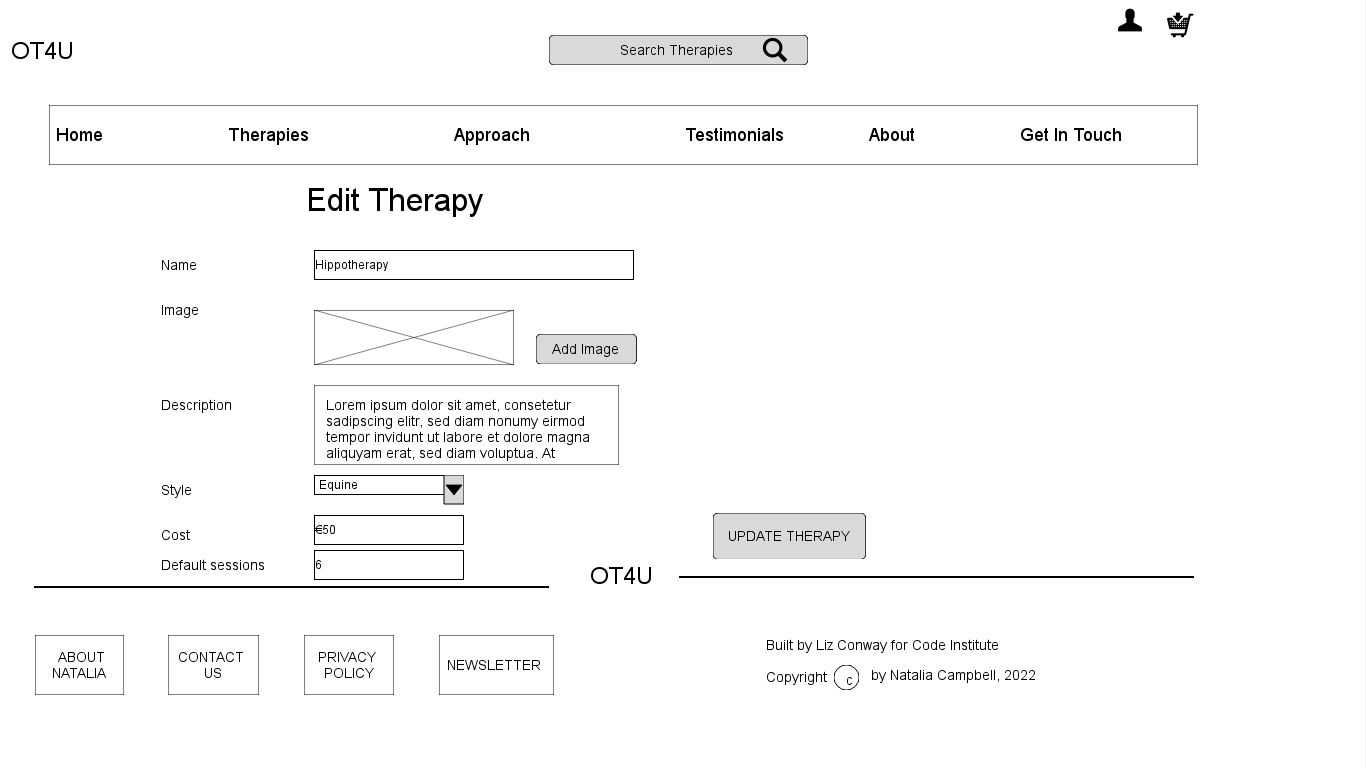 OT4U
Search Therapies
Home Therapies Approach Testimonials About Get In Touch
Edit Therapy
Name Hippotherapy
Image
Add Image
Description
Lorem ipsum dolor sit amet, consetetur
sadipscing elitr, sed diam nonumy eirmod
tempor invidunt ut labore et dolore magna
aliquyam erat, sed diam voluptua. At
Style Equine
Cost €50
UPDATE THERAPY
Default sessions 6
OT4U
ABOUT
NATALIA
CONTACT
US
PRIVACY
POLICY
NEWSLETTER
Built by Liz Conway for Code Institute
Copyright c by Natalia Campbell, 2022